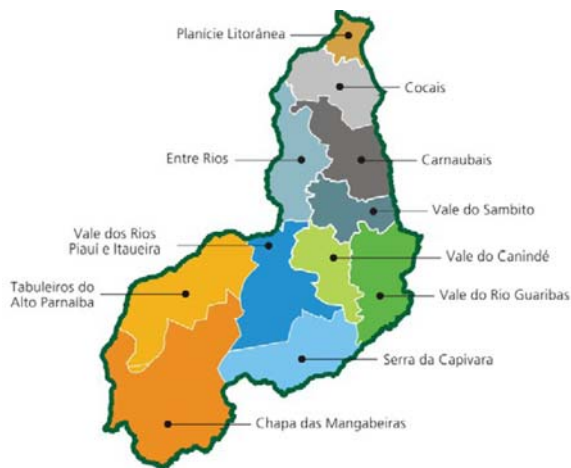 Planície Litorânea
Cocais
Entre Rios
Carnaubais
Vale do Sambito
Vale dos Rios
Piauí e Itaueira
Vale do Canindé
Tabuleiros do
Alto Parnaíba
Vale do Rio Guaribas
Serra da Capivara
Chapa das Mangabeiras